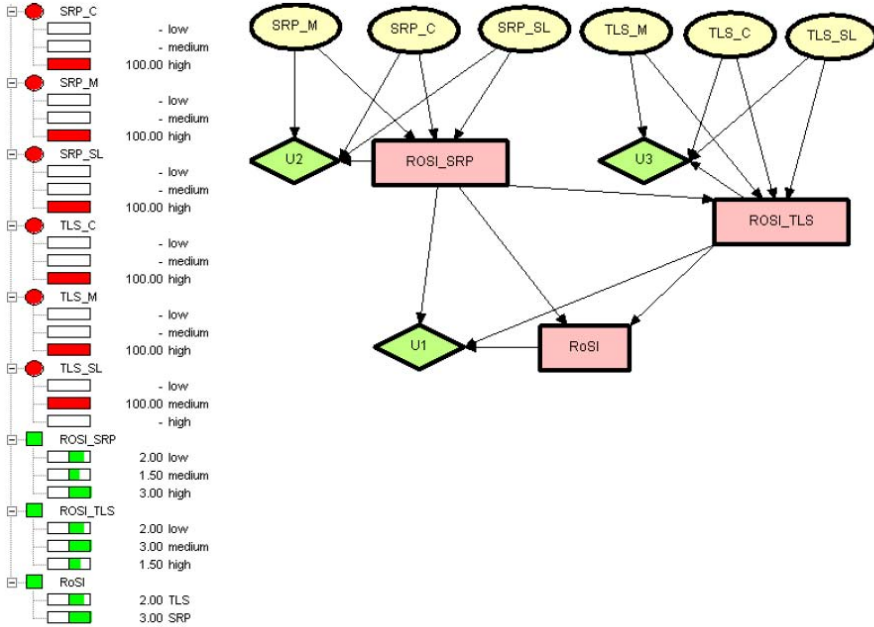 SRP_C
- low
- medium
100.00 high
SRP_M
- low
- medium
100.00 high
SRP_SL
- low
- medium
100.00 high
TLS_C
- low
- medium
100.00 high
TLS_M
- low
- medium
100.00 high
TLS_SL
- low
100.00 medium
- high
ROSI_SRP
2.00 low
1.50 medium
3.00 high
ROSI_TLS
2.00 low
3.00 medium
1.50 high
RoSI
2.00 TLS
3.00 SRP
SRP_M SRP_C SRP_SL TLS_M TLS_C TLS_SL
U2 ROSI_SRP U3
ROSI_TLS
U1 RoSI